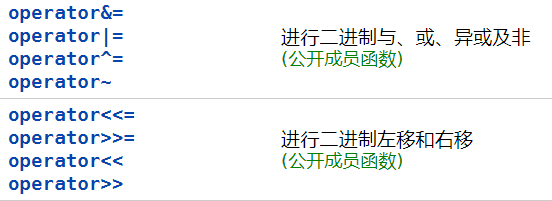 operator&=
operator|=
operator^=
operator~
进行二进制与、或、异或及非
(公开成员函数)
operator<<=
operator>>=
operator<<
operator>>
进行二进制左移和右移
(公开成员函数)